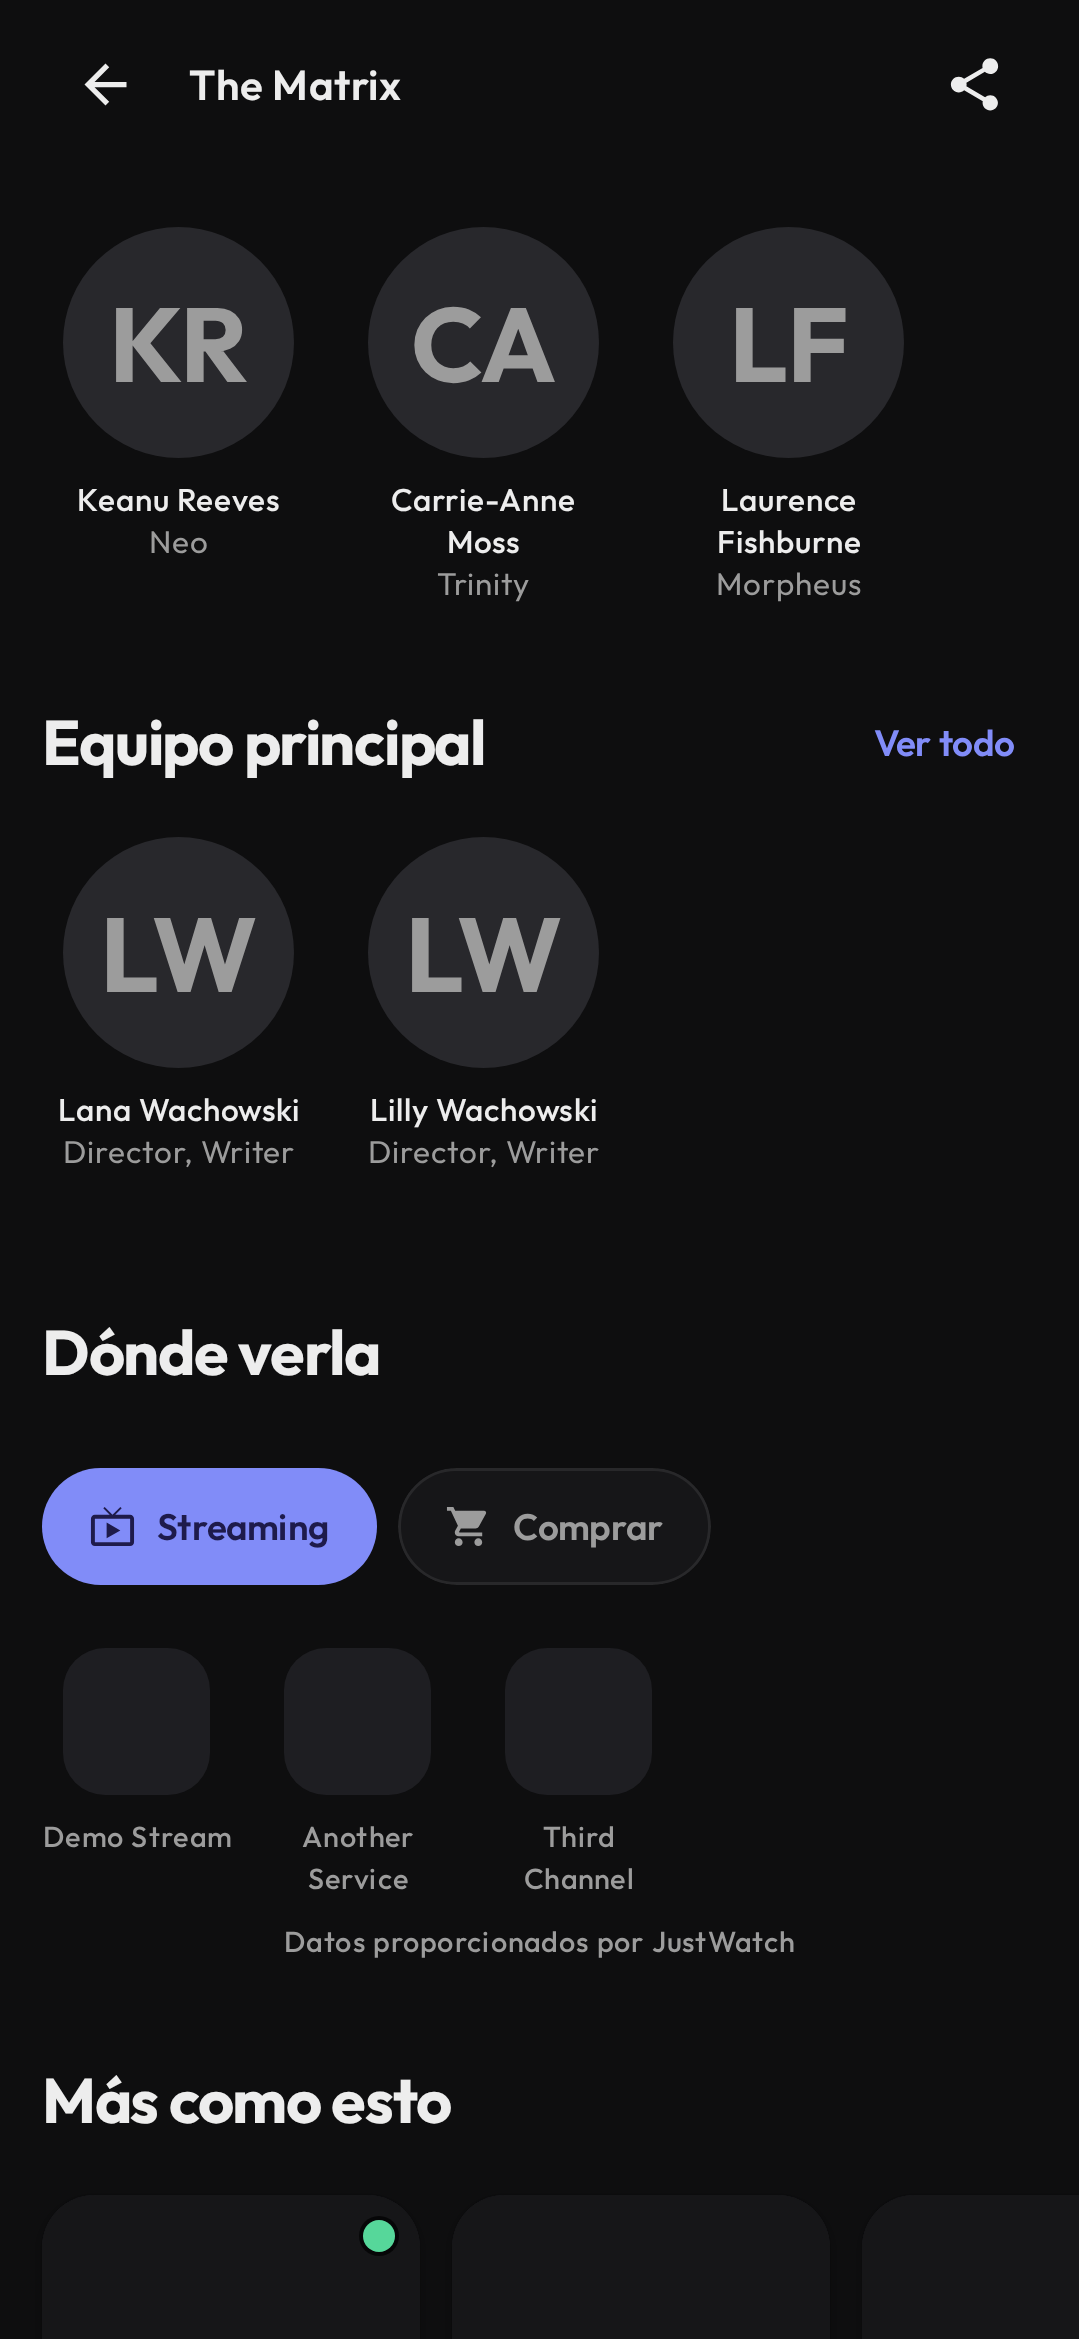 The Matrix
KR
CA
LF
Keanu Reeves
Neo
Carrie-Anne
Moss
Trinity
Laurence
Fishburne
Morpheus
Equipo principal
Ver todo
LW
LW
Lana Wachowski
Director, Writer
Lilly Wachowski
Director, Writer
Dónde verla
Streaming
Comprar
Demo Stream
Another
Service
Third
Channel
Datos proporcionados por JustWatch
Más como esto